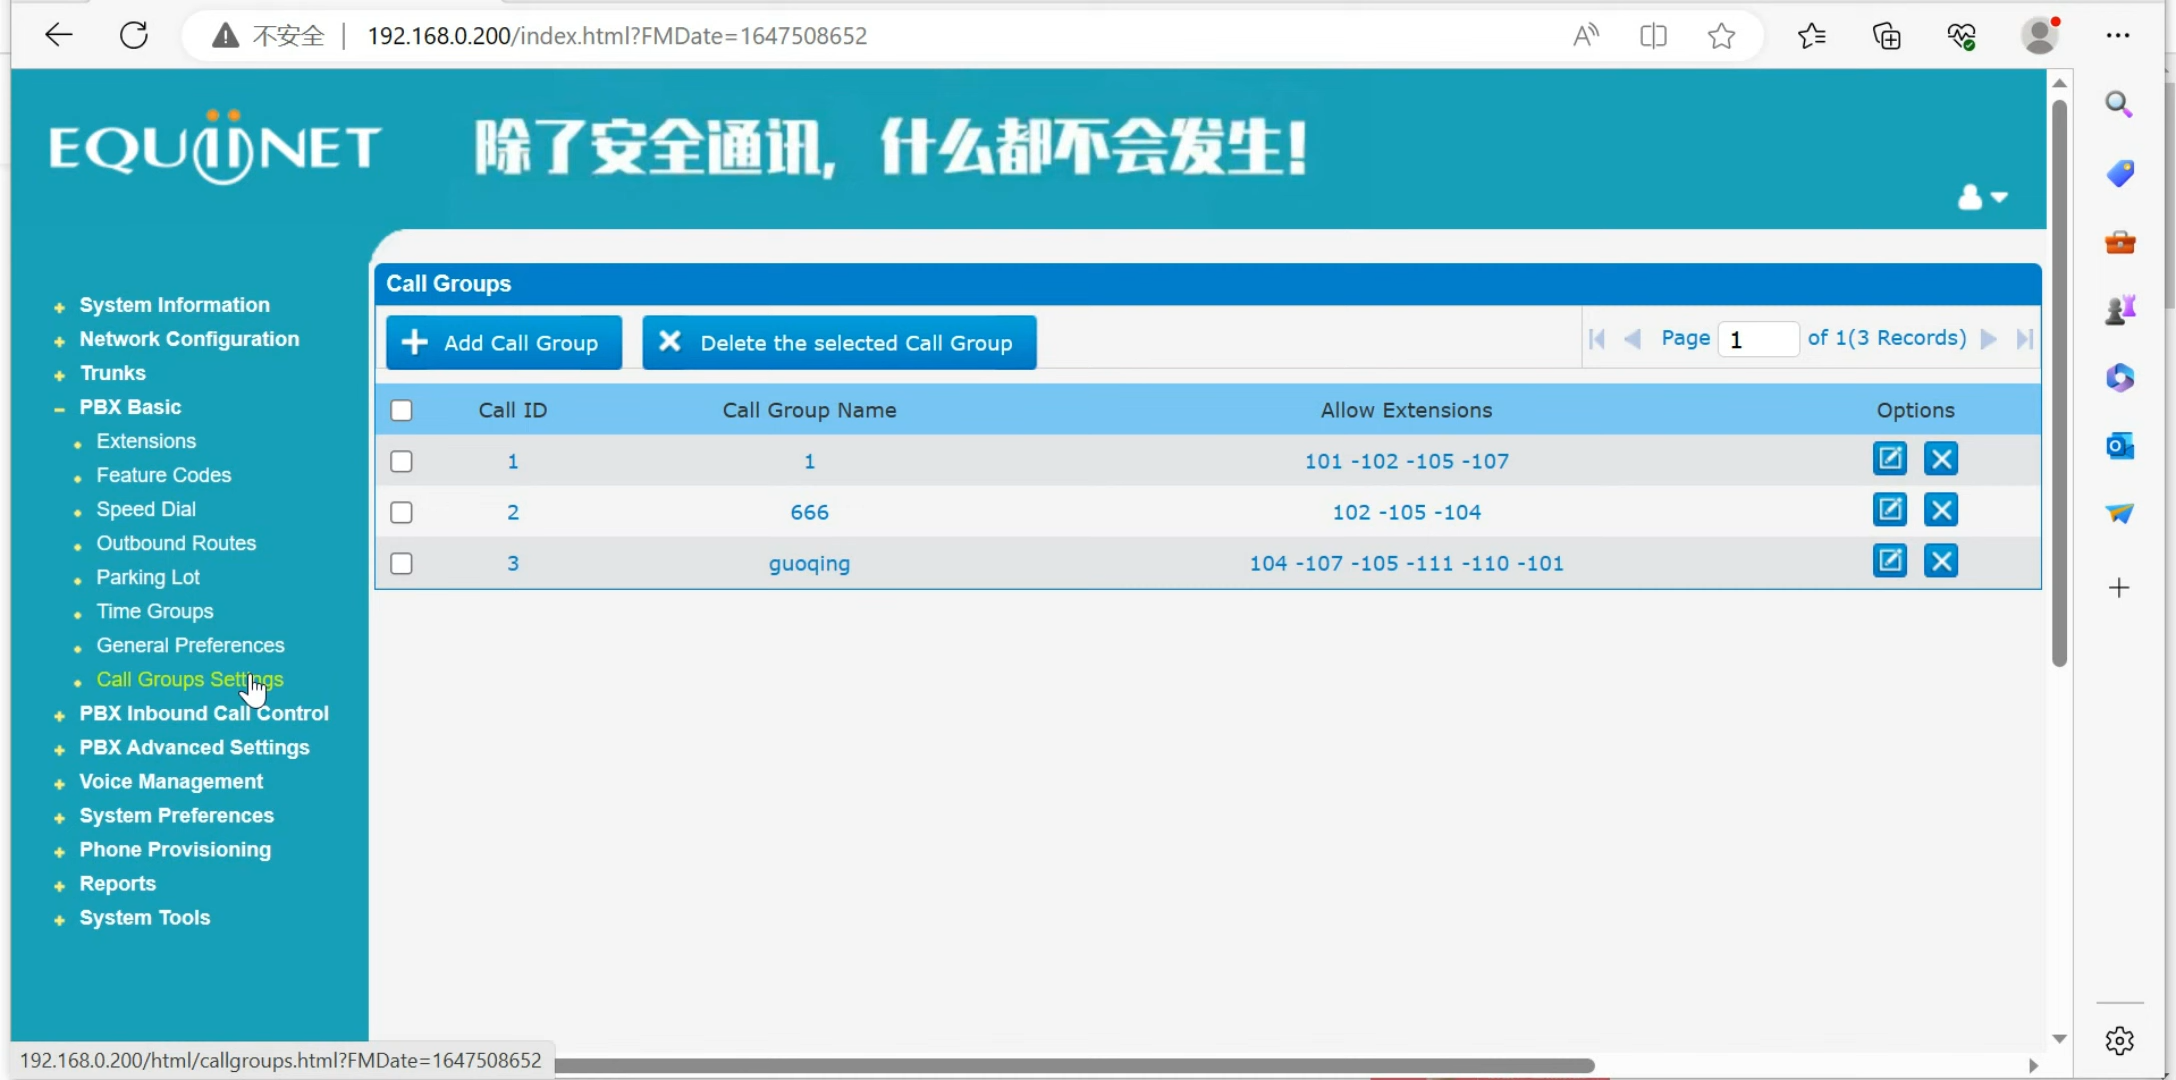 不安全 | 192.168.0.200/index.html?FMDate=1647508652
EQUIINET 除了安全通讯，什么都不会发生！
System Information
Network Configuration
Trunks
PBX Basic
Extensions
Feature Codes
Speed Dial
Outbound Routes
Parking Lot
Time Groups
General Preferences
Call Groups Settings
PBX Inbound Call Control
PBX Advanced Settings
Voice Management
System Preferences
Phone Provisioning
Reports
System Tools
Call Groups
Add Call Group Delete the selected Call Group Page 1 of 1(3 Records)
Call ID Call Group Name Allow Extensions Options
1 1 101 -102 -105 -107
2 666 102 -105 -104
3 guoqing 104 -107 -105 -111 -110 -101
192.168.0.200/html/callgroups.html?FMDate=1647508652